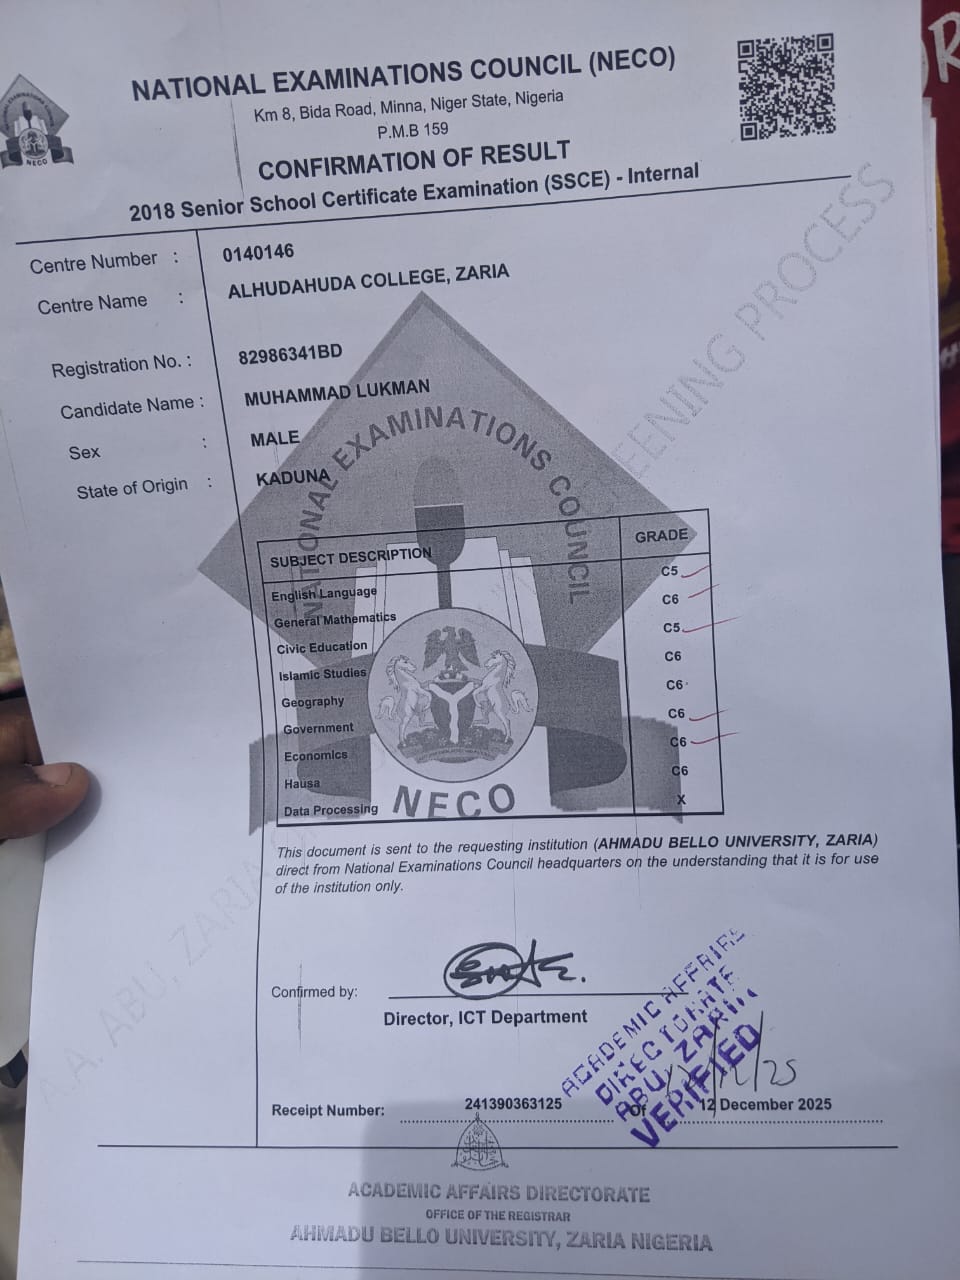 NATIONAL EXAMINATIONS COUNCIL (NECO)
Km 8, Bida Road, Minna, Niger State, Nigeria
P.M.B 159
CONFIRMATION OF RESULT
2018 Senior School Certificate Examination (SSCE) - Internal
NECO
Centre Number : 0140146
Centre Name : ALHUDAHUDA COLLEGE, ZARIA
Registration No. : 82986341BD
Candidate Name : MUHAMMAD LUKMAN
Sex : MALE
State of Origin : KADUNA
NATIONAL EXAMINATIONS COUNCIL
SUBJECT DESCRIPTION GRADE
English Language C5
General Mathematics C6
Civic Education C5
Islamic Studies C6
Geography C6
Government C6
Economics C6
Hausa C6
Data Processing X
NECO
This document is sent to the requesting institution (AHMADU BELLO UNIVERSITY, ZARIA)
direct from National Examinations Council headquarters on the understanding that it is for use
of the institution only.
Confirmed by:
Director, ICT Department
ACADEMIC AFFAIRS
DIRECTORATE
ABU, ZARIA
VERIFIED
Receipt Number: 241390363125 Of 12 December 2025
ACADEMIC AFFAIRS DIRECTORATE
OFFICE OF THE REGISTRAR
AHMADU BELLO UNIVERSITY, ZARIA NIGERIA
A.A. ABU, ZARIA
PROCESS